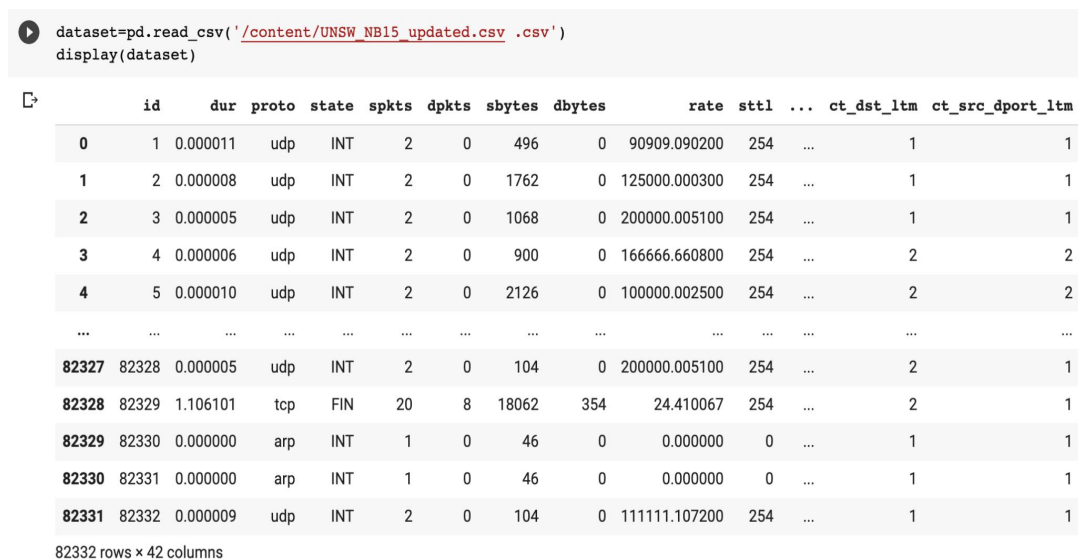 dataset=pd.read_csv('/content/UNSW_NB15_updated.csv .csv')
display(dataset)
id dur proto state spkts dpkts sbytes dbytes rate sttl ... ct_dst_ltm ct_src_dport_ltm
0 1 0.000011 udp INT 2 0 496 0 90909.090200 254 ... 1 1
1 2 0.000008 udp INT 2 0 1762 0 125000.000300 254 ... 1 1
2 3 0.000005 udp INT 2 0 1068 0 200000.005100 254 ... 1 1
3 4 0.000006 udp INT 2 0 900 0 166666.660800 254 ... 2 2
4 5 0.000010 udp INT 2 0 2126 0 100000.002500 254 ... 2 2
... ... ... ... ... ... ... ... ... ... ... ... ... ...
82327 82328 0.000005 udp INT 2 0 104 0 200000.005100 254 ... 2 1
82328 82329 1.106101 tcp FIN 20 8 18062 354 24.410067 254 ... 2 1
82329 82330 0.000000 arp INT 1 0 46 0 0.000000 0 ... 1 1
82330 82331 0.000000 arp INT 1 0 46 0 0.000000 0 ... 1 1
82331 82332 0.000009 udp INT 2 0 104 0 111111.107200 254 ... 1 1
82332 rows × 42 columns